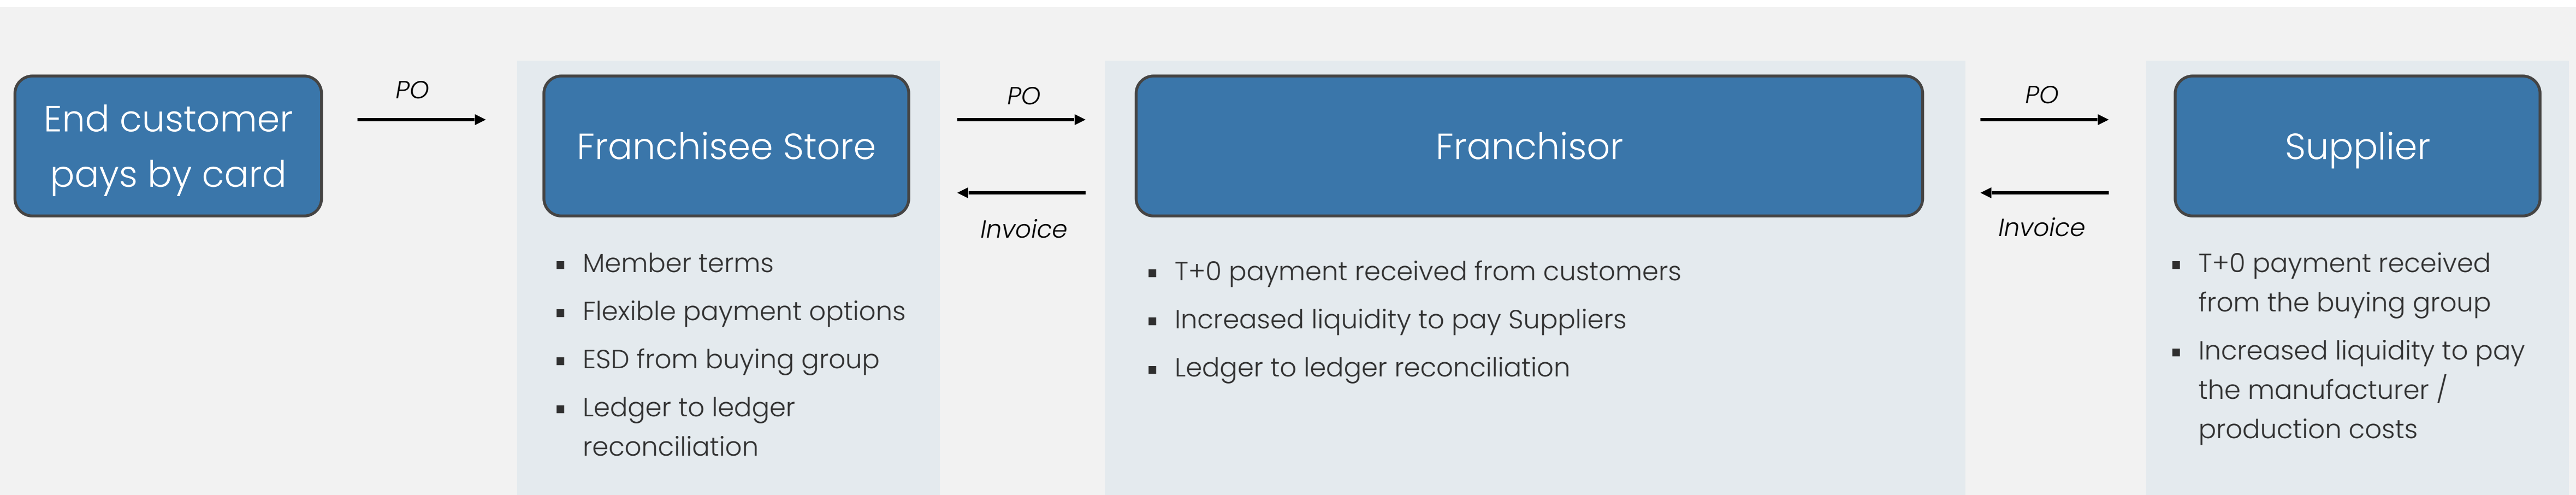 End customer
pays by card
PO
Franchisee Store
PO
Invoice
Franchisor
PO
Invoice
Supplier
▪ Member terms
▪ Flexible payment options
▪ ESD from buying group
▪ Ledger to ledger
reconciliation
▪ T+0 payment received from customers
▪ Increased liquidity to pay Suppliers
▪ Ledger to ledger reconciliation
▪ T+0 payment received
from the buying group
▪ Increased liquidity to pay
the manufacturer /
production costs